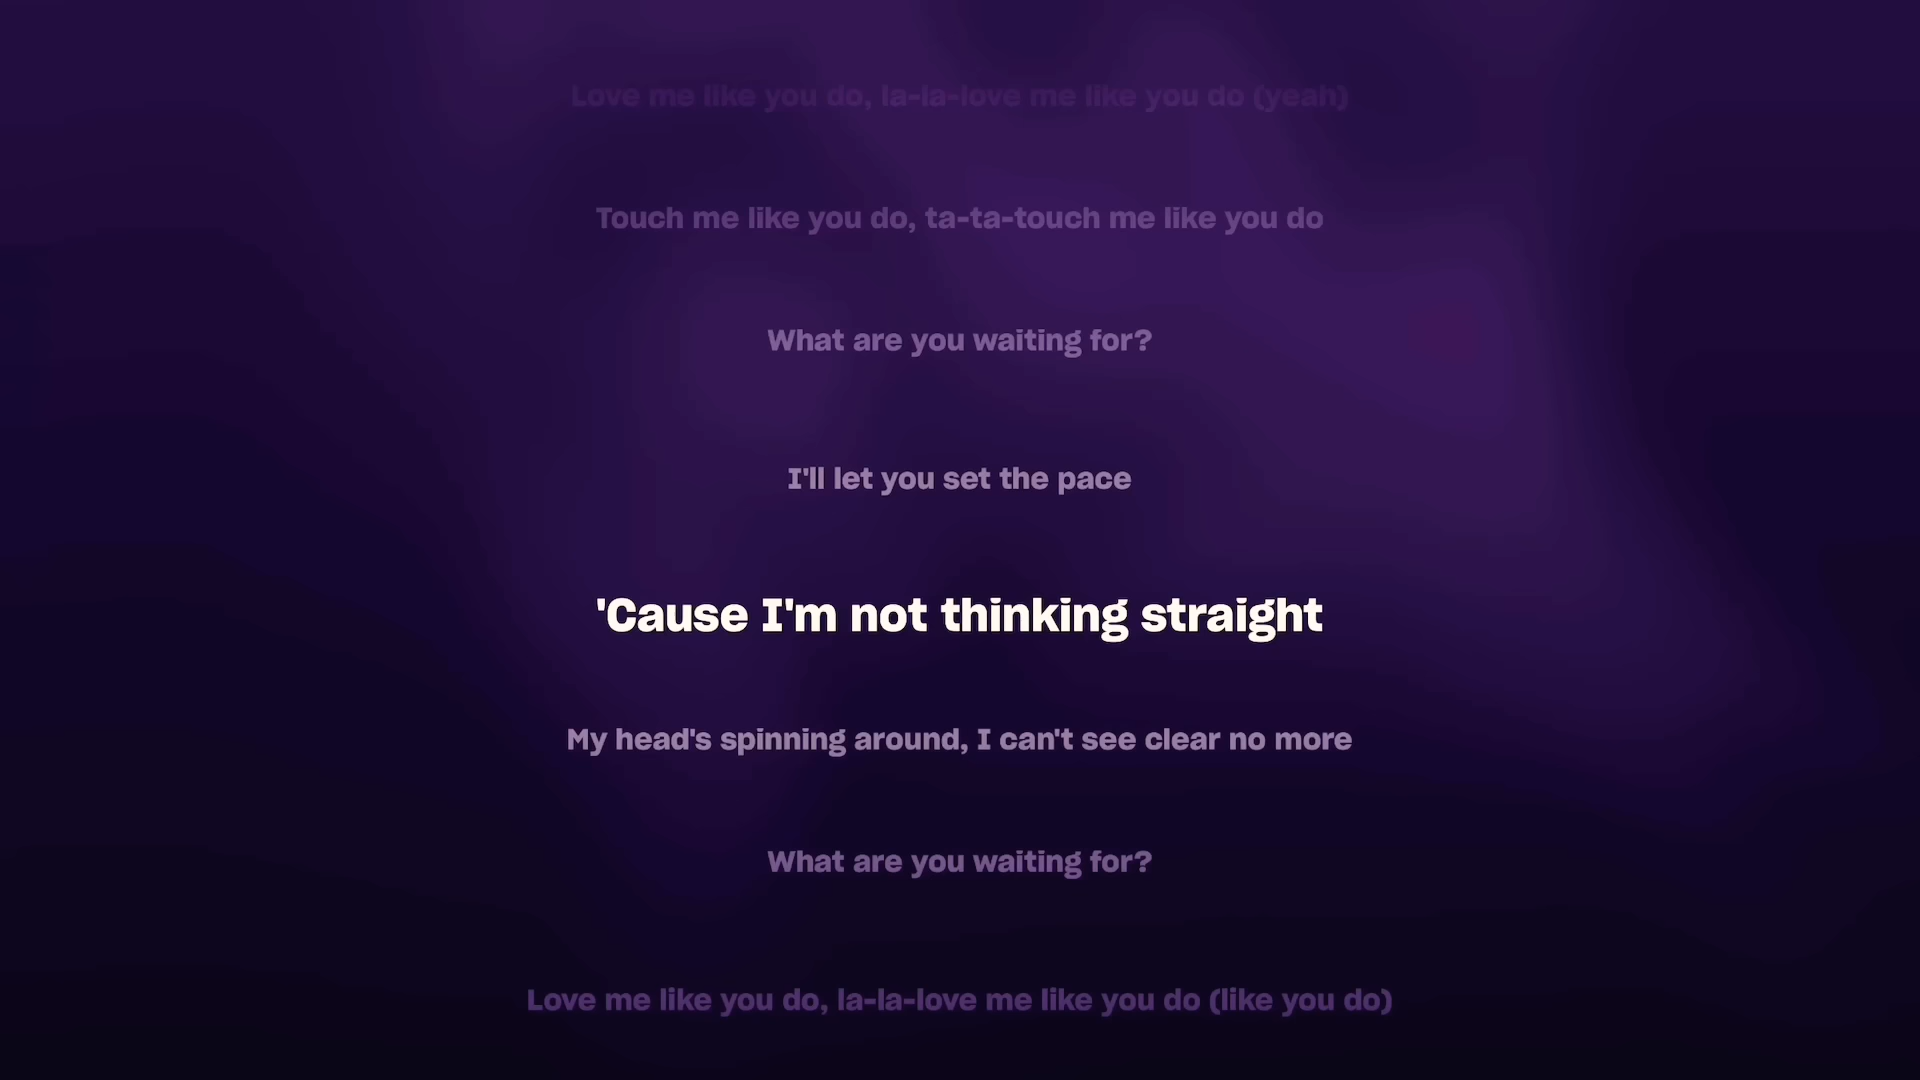 Love me like you do, la-la-love me like you do (yeah)
Touch me like you do, ta-ta-touch me like you do
What are you waiting for?
I'll let you set the pace
'Cause I'm not thinking straight
My head's spinning around, I can't see clear no more
What are you waiting for?
Love me like you do, la-la-love me like you do (like you do)